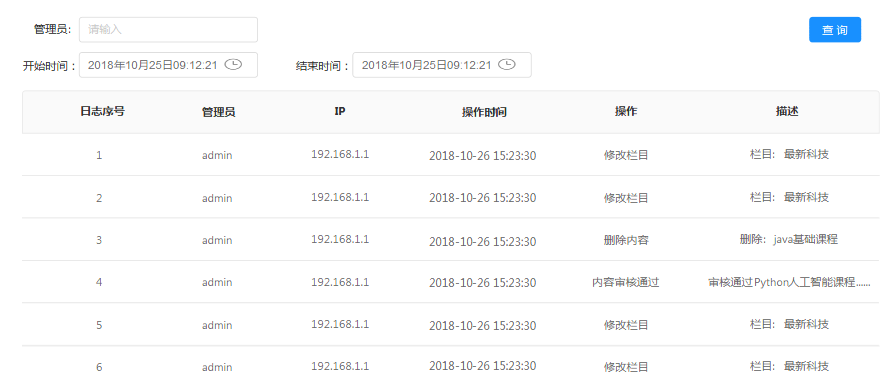 管理员: 请输入 查 询
开始时间： 2018年10月25日09:12:21 结束时间： 2018年10月25日09:12:21
日志序号 管理员 IP 操作时间 操作 描述
1 admin 192.168.1.1 2018-10-26 15:23:30 修改栏目 栏目: 最新科技
2 admin 192.168.1.1 2018-10-26 15:23:30 修改栏目 栏目: 最新科技
3 admin 192.168.1.1 2018-10-26 15:23:30 删除内容 删除: java基础课程
4 admin 192.168.1.1 2018-10-26 15:23:30 内容审核通过 审核通过Python人工智能课程......
5 admin 192.168.1.1 2018-10-26 15:23:30 修改栏目 栏目: 最新科技
6 admin 192.168.1.1 2018-10-26 15:23:30 修改栏目 栏目: 最新科技